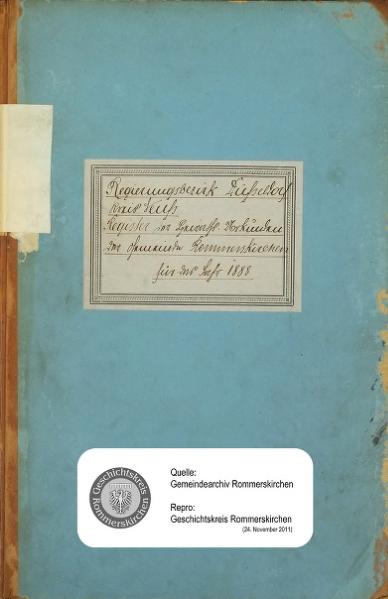 Regierungsbezirk Düsseldorf
Kreis Neuß
Register der Heiraths-Urkunden
der Gemeinde Rommerskirchen
für das Jahr 1888
Geschichtskreis
Rommerskirchen
Quelle:
Gemeindearchiv Rommerskirchen
Repro:
Geschichtskreis Rommerskirchen
(24. November 2011)